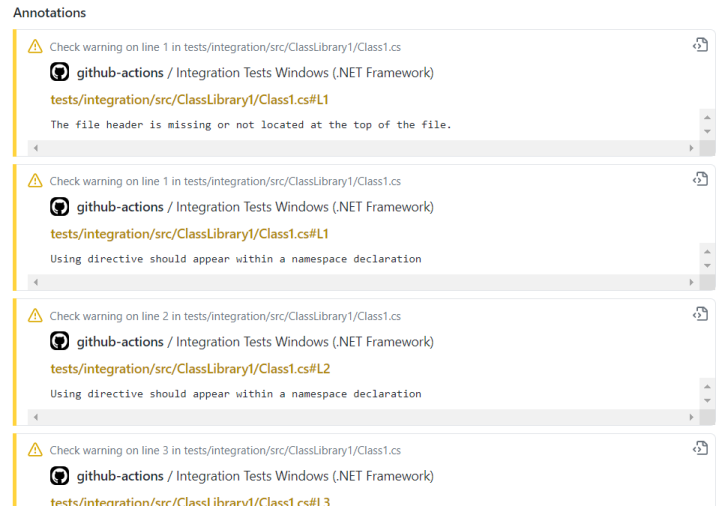 Annotations
Check warning on line 1 in tests/integration/src/ClassLibrary1/Class1.cs
github-actions / Integration Tests Windows (.NET Framework)
tests/integration/src/ClassLibrary1/Class1.cs#L1
The file header is missing or not located at the top of the file.
Check warning on line 1 in tests/integration/src/ClassLibrary1/Class1.cs
github-actions / Integration Tests Windows (.NET Framework)
tests/integration/src/ClassLibrary1/Class1.cs#L1
Using directive should appear within a namespace declaration
Check warning on line 2 in tests/integration/src/ClassLibrary1/Class1.cs
github-actions / Integration Tests Windows (.NET Framework)
tests/integration/src/ClassLibrary1/Class1.cs#L2
Using directive should appear within a namespace declaration
Check warning on line 3 in tests/integration/src/ClassLibrary1/Class1.cs
github-actions / Integration Tests Windows (.NET Framework)
tests/integration/src/ClassLibrary1/Class1.cs#L3